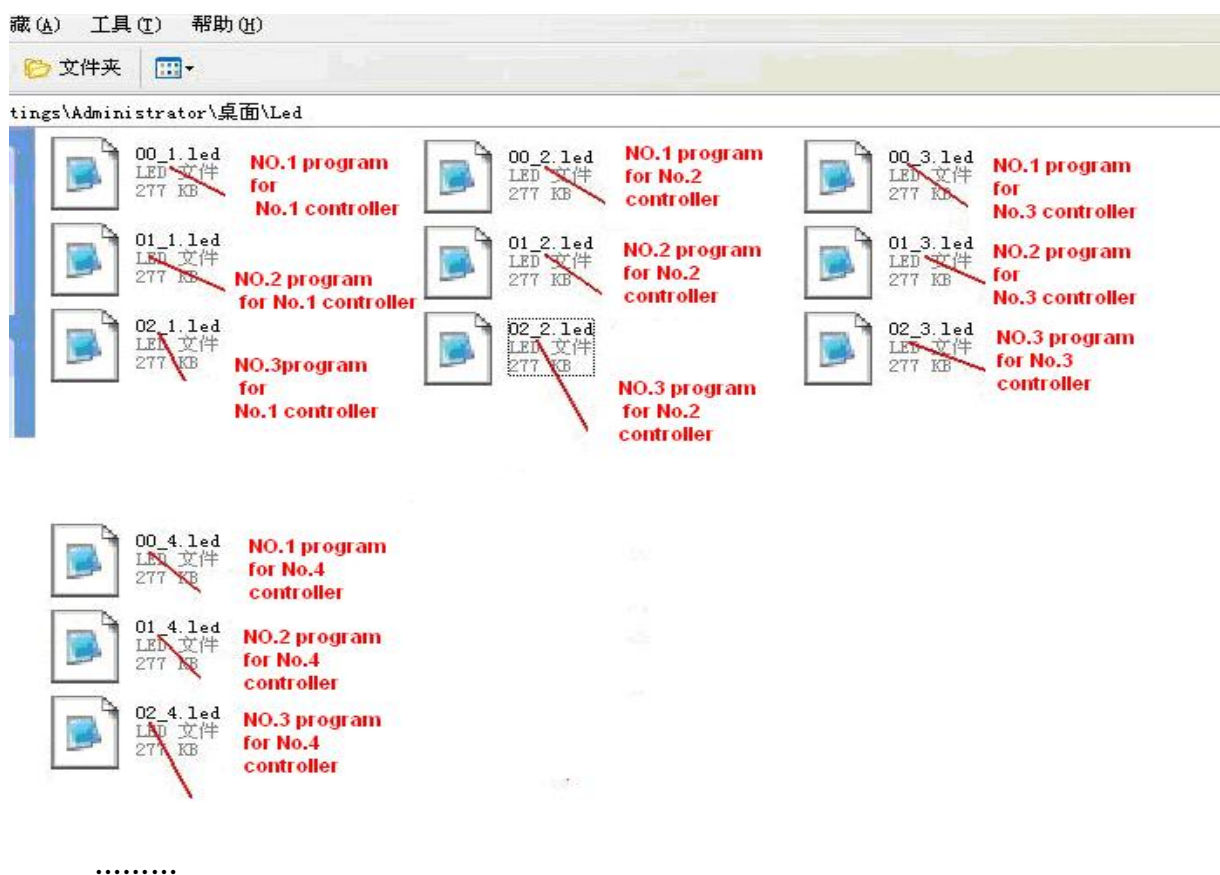 藏(A) 工具(T) 帮助(H)
文件夹
tings\Administrator\桌面\Led
00_1.led
LED 文件
277 KB
NO.1 program
for
No.1 controller
00_2.led
LED 文件
277 KB
NO.1 program
for No.2
controller
00_3.led
LED 文件
277 KB
NO.1 program
for
No.3 controller
01_1.led
LED 文件
277 KB
NO.2 program
for No.1 controller
01_2.led
LED 文件
277 KB
NO.2 program
for No.2
controller
01_3.led
LED 文件
277 KB
NO.2 program
for
No.3 controller
02_1.led
LED 文件
277 KB
NO.3program
for
No.1 controller
02_2.led
LED 文件
277 KB
NO.3 program
for No.2
controller
02_3.led
LED 文件
277 KB
NO.3 program
for No.3
controller
00_4.led
LED 文件
277 KB
NO.1 program
for No.4
controller
01_4.led
LED 文件
277 KB
NO.2 program
for No.4
controller
02_4.led
LED 文件
277 KB
NO.3 program
for No.4
controller
.........